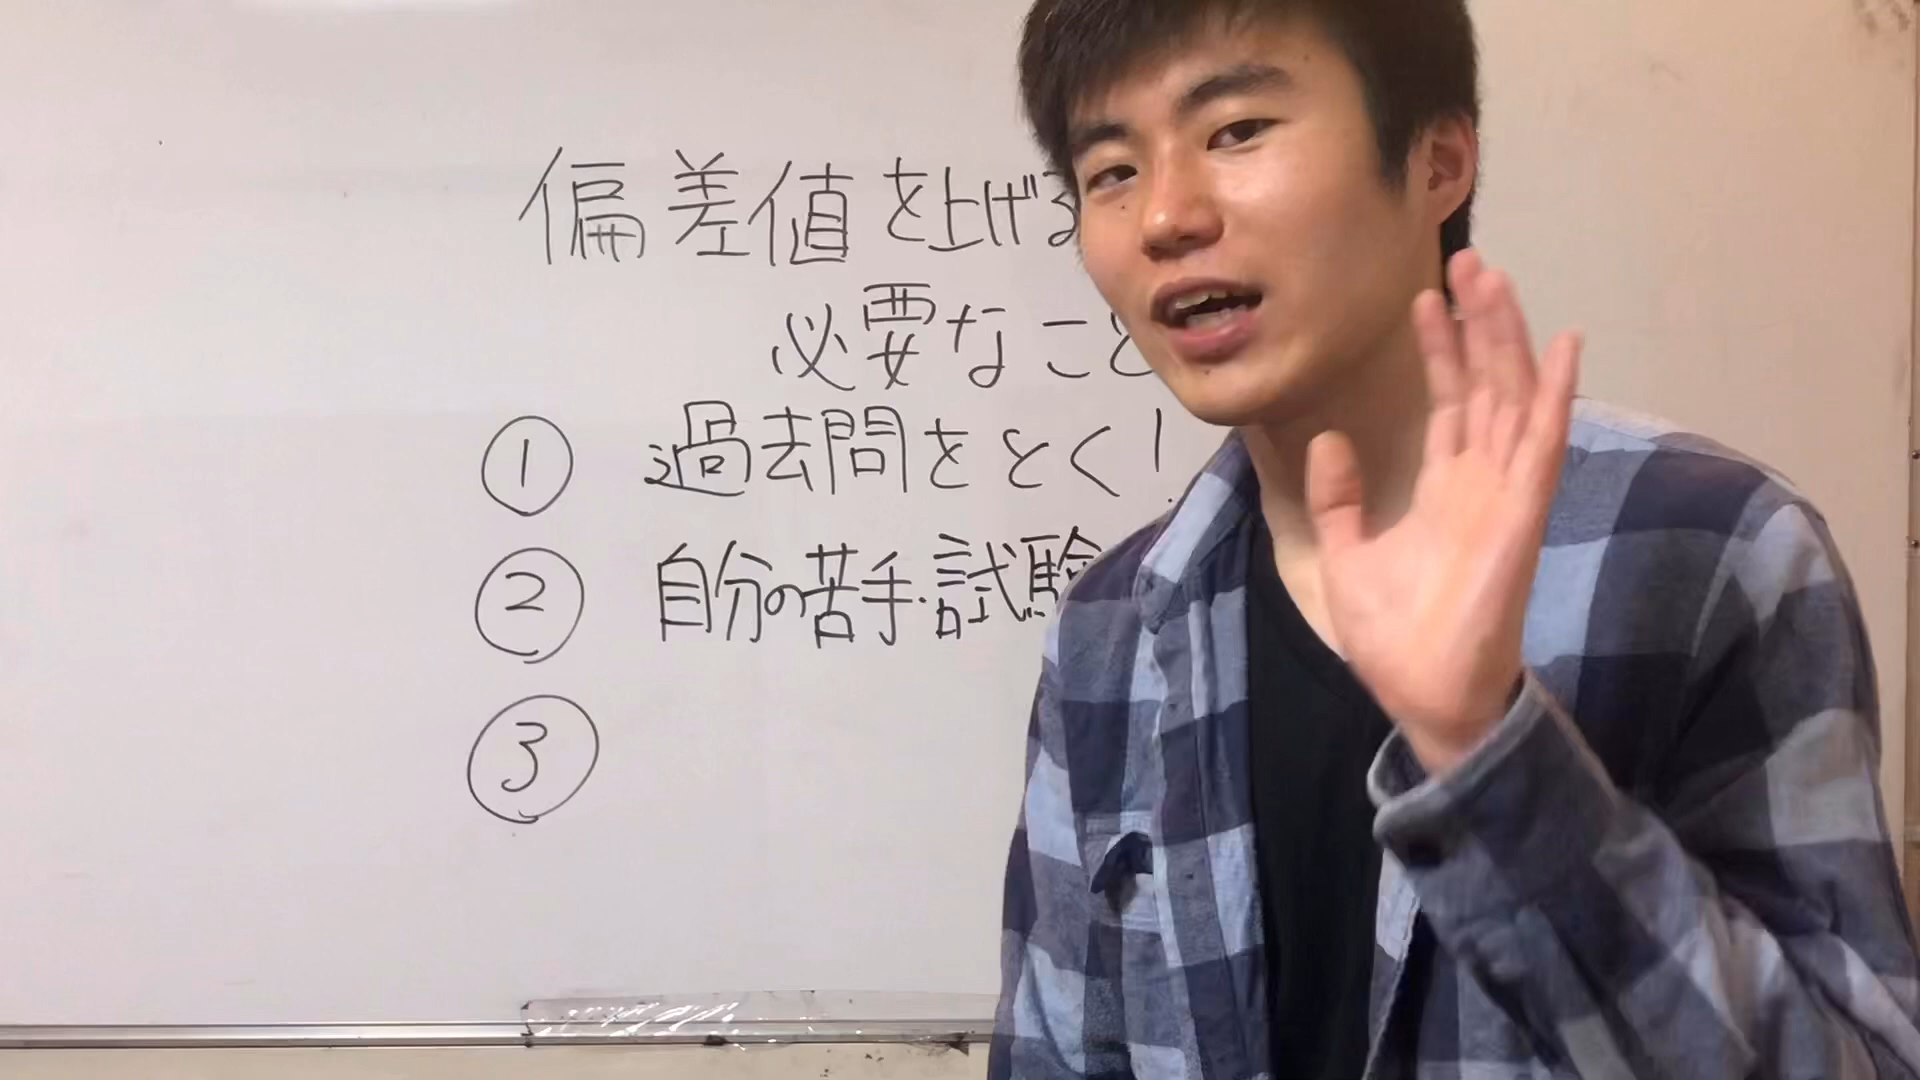 偏差値を上げる
必要なこと
① 過去問をとく!
② 自分の苦手・試験
③